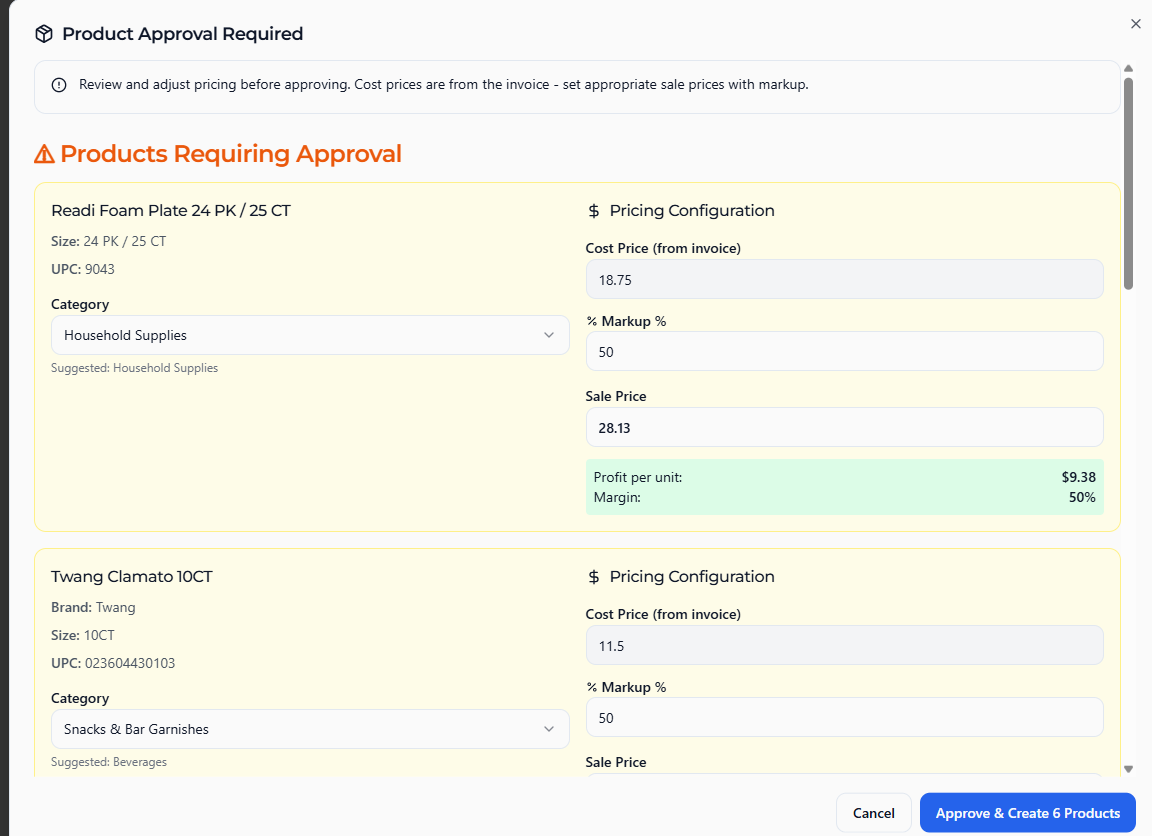 Product Approval Required
Review and adjust pricing before approving. Cost prices are from the invoice - set appropriate sale prices with markup.
Products Requiring Approval
Readi Foam Plate 24 PK / 25 CT
Size: 24 PK / 25 CT
UPC: 9043
Category
Household Supplies
Suggested: Household Supplies
$ Pricing Configuration
Cost Price (from invoice)
18.75
% Markup %
50
Sale Price
28.13
Profit per unit: $9.38
Margin: 50%
Twang Clamato 10CT
Brand: Twang
Size: 10CT
UPC: 023604430103
Category
Snacks & Bar Garnishes
Suggested: Beverages
$ Pricing Configuration
Cost Price (from invoice)
11.5
% Markup %
50
Sale Price
Cancel
Approve & Create 6 Products